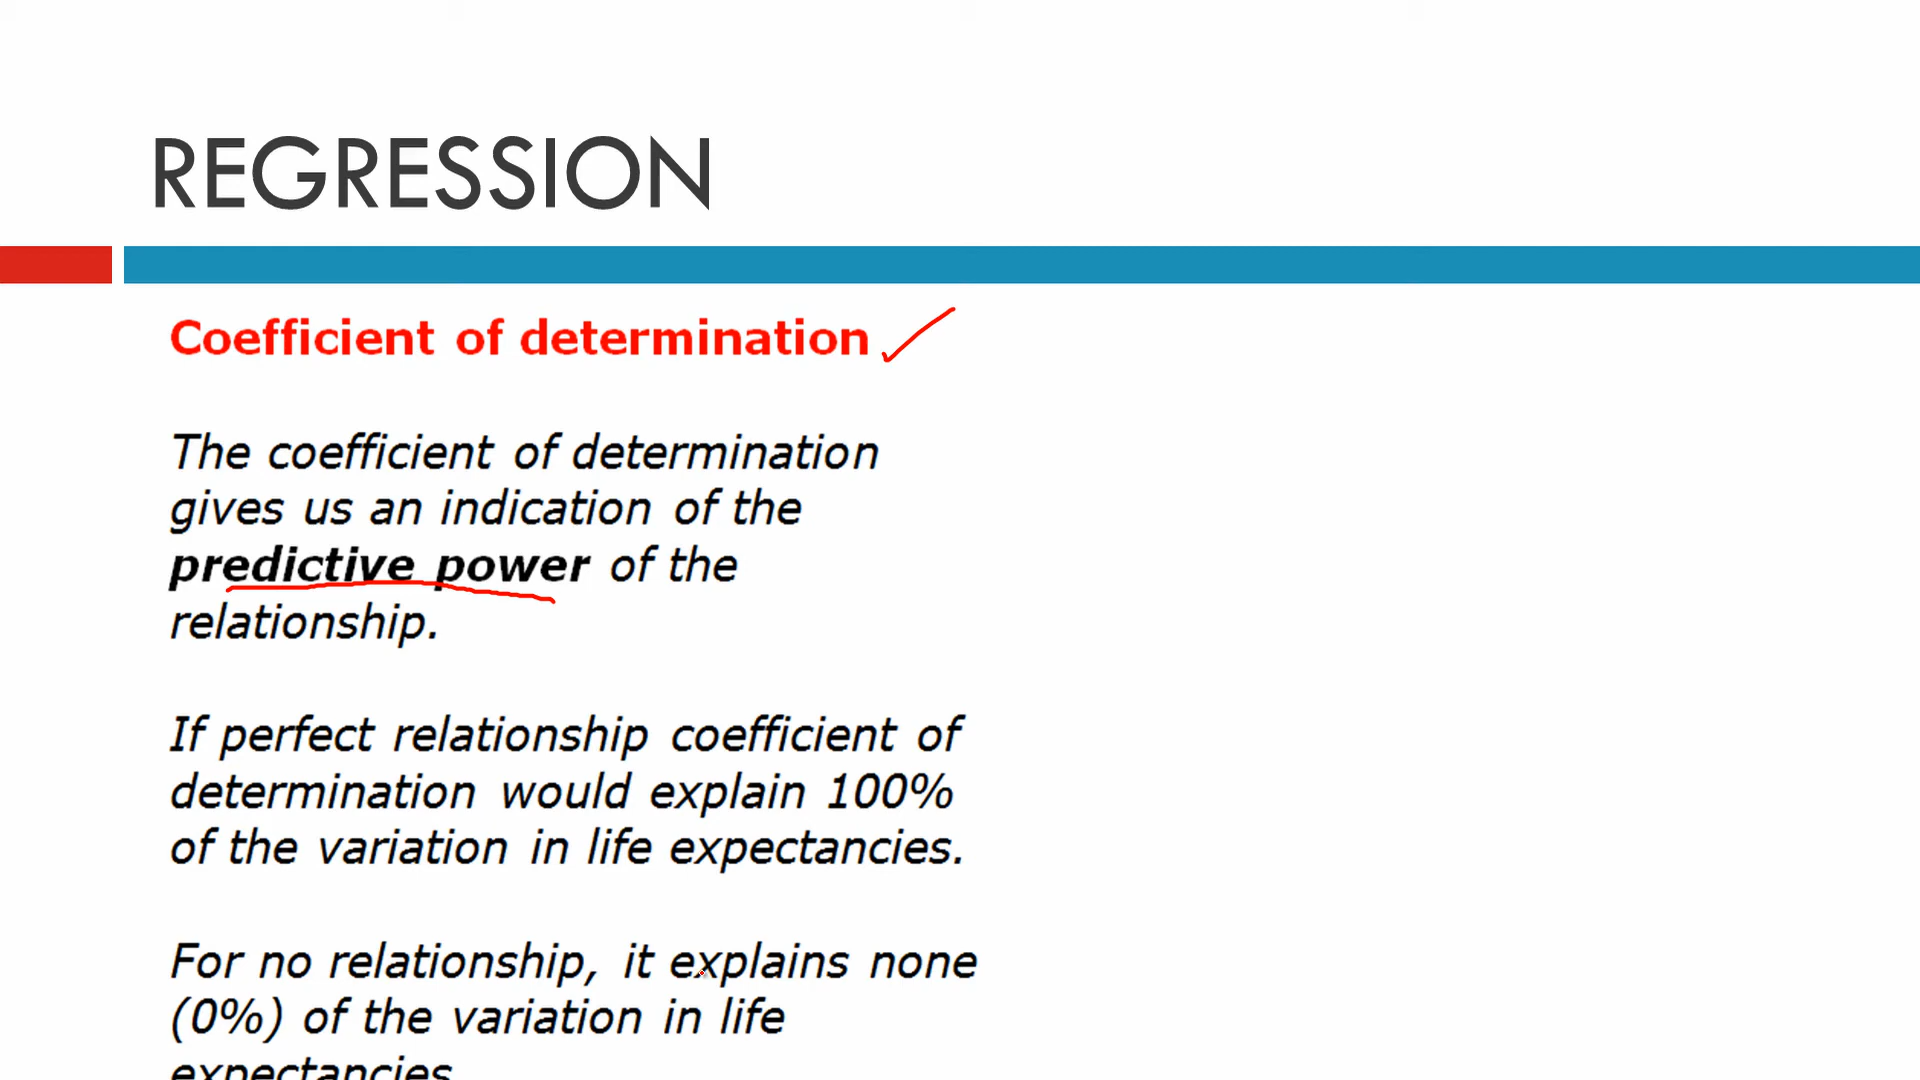 REGRESSION
Coefficient of determination
The coefficient of determination
gives us an indication of the
predictive power of the
relationship.
If perfect relationship coefficient of
determination would explain 100%
of the variation in life expectancies.
For no relationship, it explains none
(0%) of the variation in life
expectancies